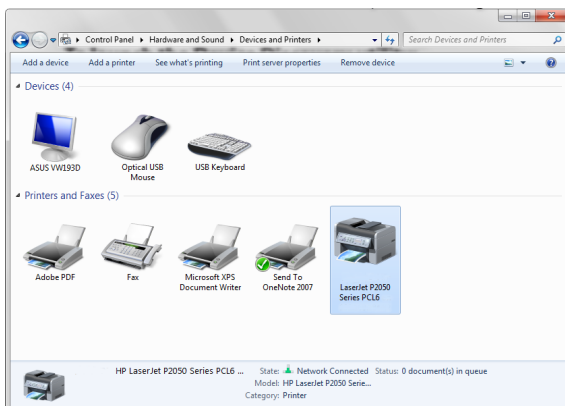 Control Panel ▸ Hardware and Sound ▸ Devices and Printers ▸
Search Devices and Printers
Add a device Add a printer See what's printing Print server properties Remove device
Devices (4)
ASUS VW193D
Optical USB
Mouse
USB Keyboard
Printers and Faxes (5)
Adobe PDF
Fax
Microsoft XPS
Document Writer
Send To
OneNote 2007
LaserJet P2050
Series PCL6
HP LaserJet P2050 Series PCL6 ... State: Network Connected Status: 0 document(s) in queue
Model: HP LaserJet P2050 Serie...
Category: Printer